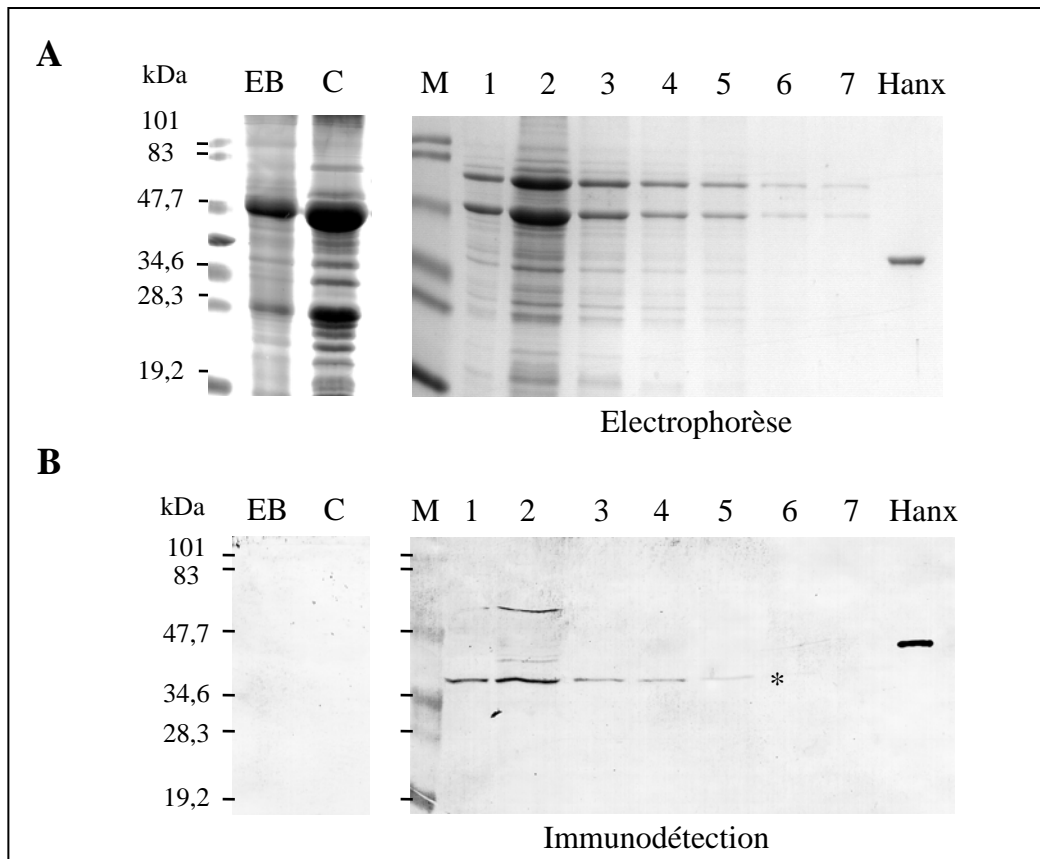 A
kDa EB C M 1 2 3 4 5 6 7 Hanx
101
83
47,7
34,6
28,3
19,2
Electrophorèse
B
kDa EB C M 1 2 3 4 5 6 7 Hanx
101
83
47,7
34,6
*
28,3
19,2
Immunodétection